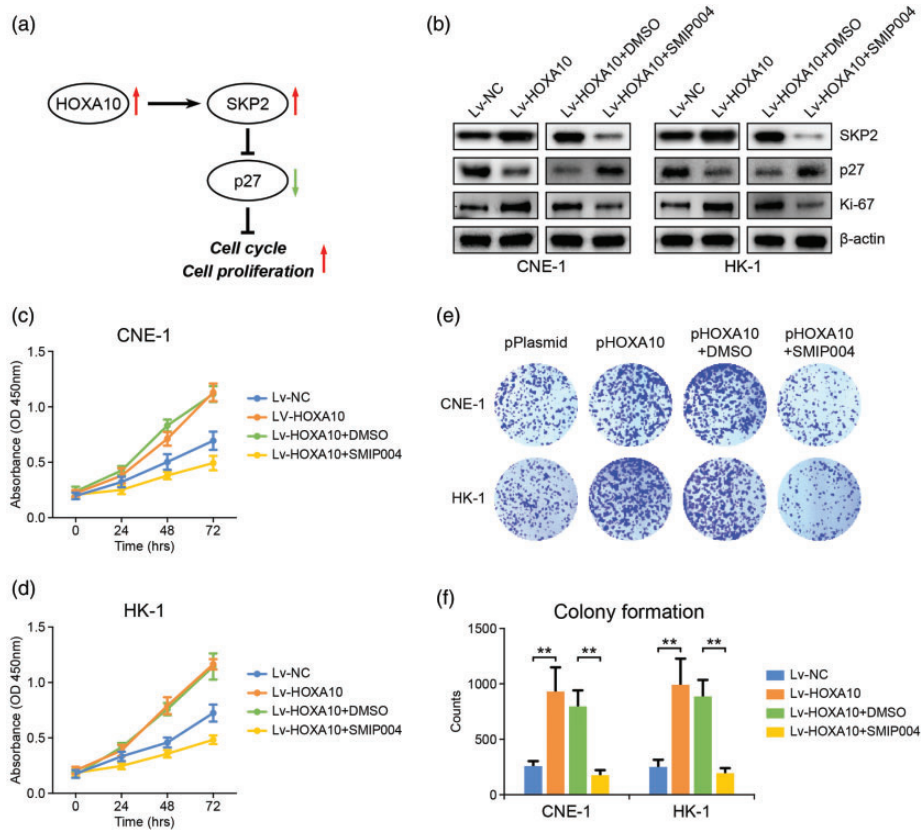 (a)
HOXA10
SKP2
p27
Cell cycle
Cell proliferation
(b)
Lv-NC
Lv-HOXA10
Lv-HOXA10+DMSO
Lv-HOXA10+SMIP004
Lv-NC
Lv-HOXA10
Lv-HOXA10+DMSO
Lv-HOXA10+SMIP004
SKP2
p27
Ki-67
β-actin
CNE-1
HK-1
(c)
CNE-1
Absorbance (OD 450nm)
1.5
1.0
0.5
0.0
0 24 48 72
Time (hrs)
Lv-NC
LV-HOXA10
Lv-HOXA10+DMSO
Lv-HOXA10+SMIP004
(d)
HK-1
Absorbance (OD 450nm)
1.5
1.0
0.5
0.0
0 24 48 72
Time (hrs)
Lv-NC
Lv-HOXA10
Lv-HOXA10+DMSO
Lv-HOXA10+SMIP004
(e)
pPlasmid
pHOXA10
pHOXA10
+DMSO
pHOXA10
+SMIP004
CNE-1
HK-1
(f)
Colony formation
Counts
1500
1000
500
0
** ** ** **
CNE-1
HK-1
Lv-NC
Lv-HOXA10
Lv-HOXA10+DMSO
Lv-HOXA10+SMIP004